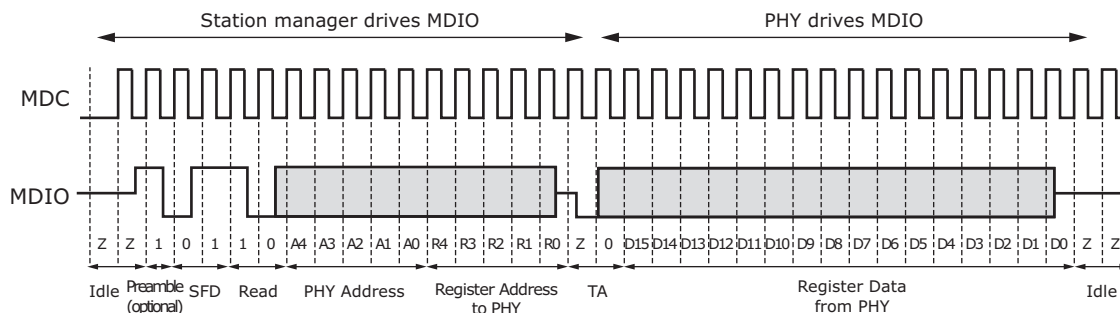 Station manager drives MDIO PHY drives MDIO
MDC
MDIO
Z Z 1 0 1 1 0 A4 A3 A2 A1 A0 R4 R3 R2 R1 R0 Z 0 D15 D14 D13 D12 D11 D10 D9 D8 D7 D6 D5 D4 D3 D2 D1 D0 Z Z
Idle Preamble (optional) SFD Read PHY Address Register Address to PHY TA Register Data from PHY Idle